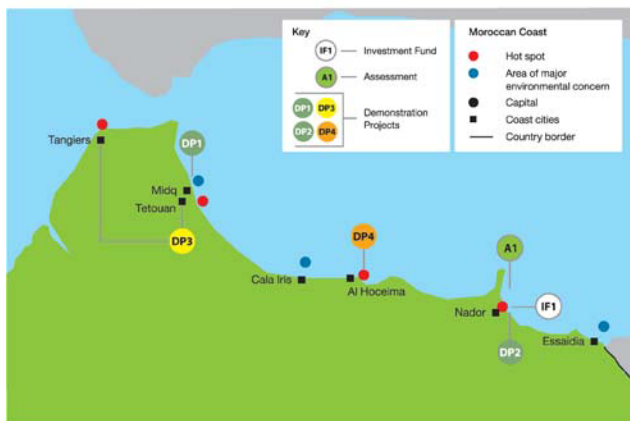 Key
IF1 Investment Fund
A1 Assessment
DP1 DP3
DP2 DP4
Demonstration
Projects
Moroccan Coast
Hot spot
Area of major
environmental concern
Capital
Coast cities
Country border
Tangiers
DP1
Midq
Tetouan
DP3
DP4
A1
Cala Iris
Al Hoceima
Nador
IF1
DP2
Essaidia